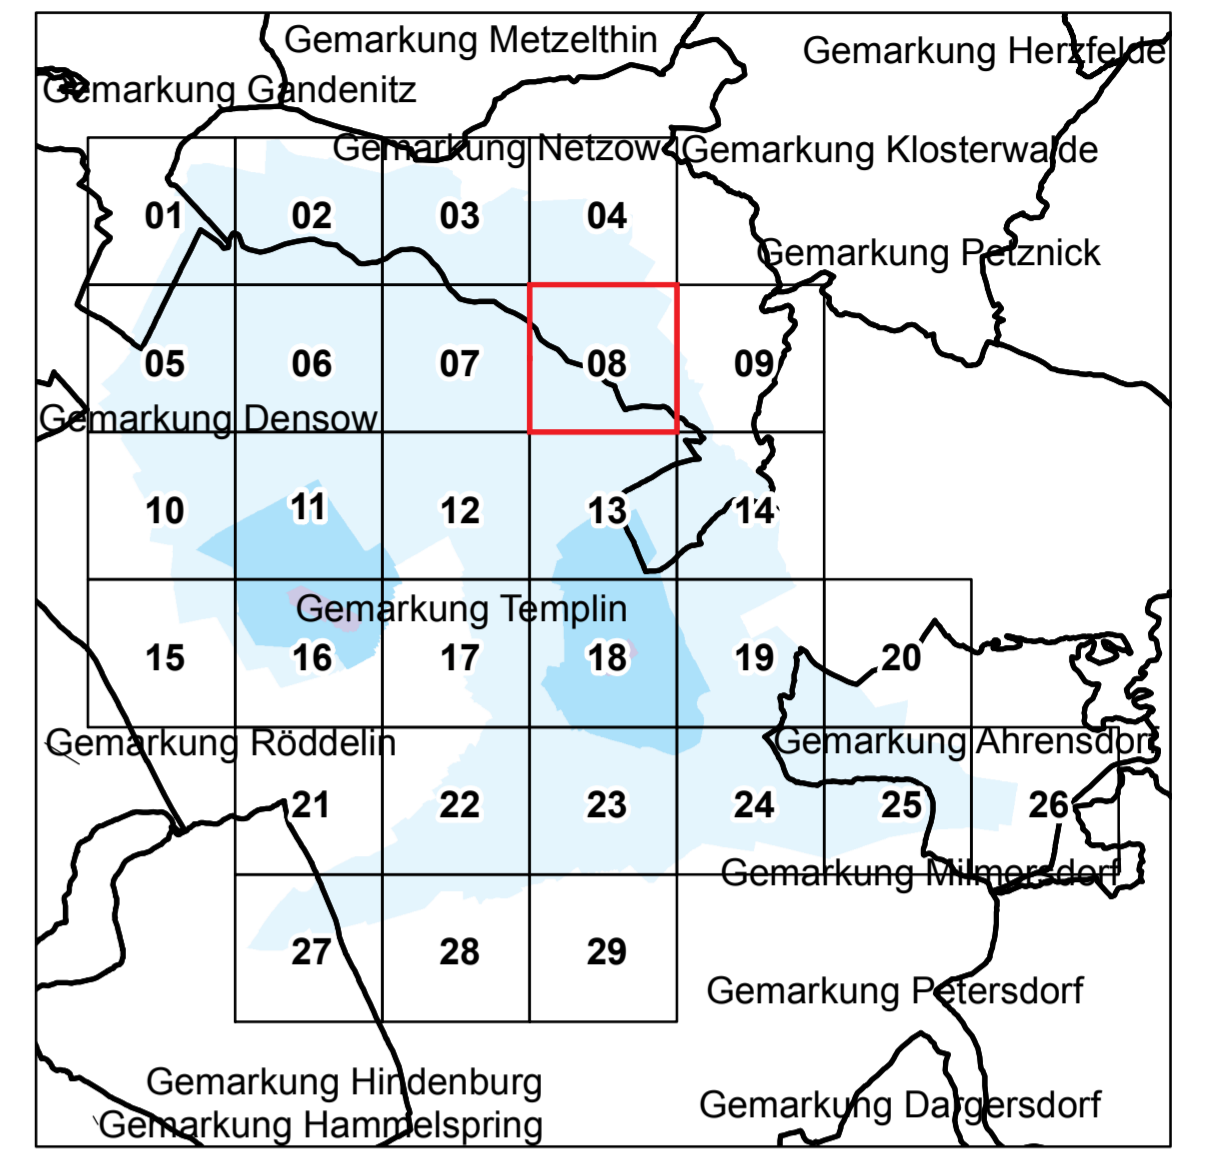 Gemarkung Metzelthin
Gemarkung Herzfelde
Gemarkung Gandenitz
Gemarkung Netzow
Gemarkung Klosterwalde
01 02 03 04
Gemarkung Petznick
05 06 07 08 09
Gemarkung Densow
10 11 12 13 14
Gemarkung Templin
15 16 17 18 19 20
Gemarkung Röddelin
Gemarkung Ahrensdorf
21 22 23 24 25 26
Gemarkung Milmersdorf
27 28 29
Gemarkung Petersdorf
Gemarkung Hindenburg
Gemarkung Dargersdorf
Gemarkung Hammelspring